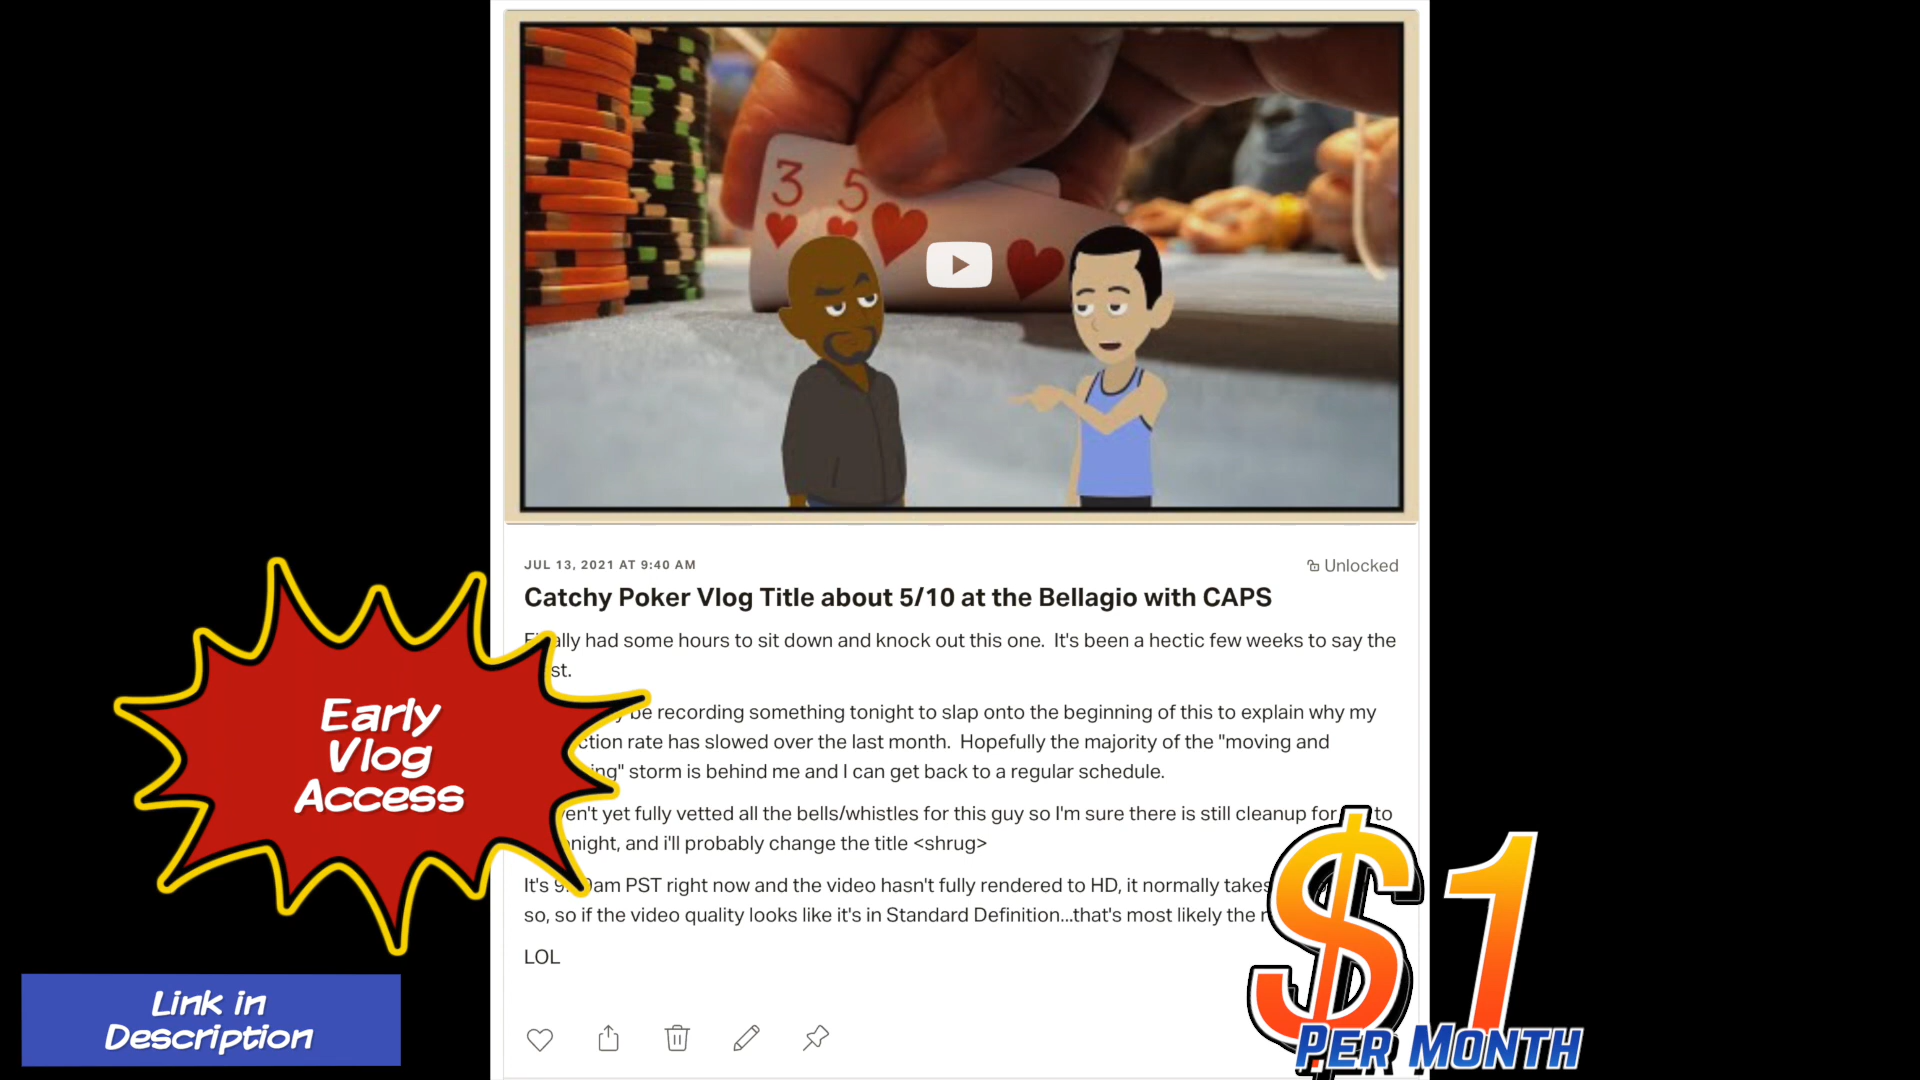 3 5
JUL 13, 2021 AT 9:40 AM
Unlocked
Catchy Poker Vlog Title about 5/10 at the Bellagio with CAPS
ally had some hours to sit down and knock out this one. It's been a hectic few weeks to say the
st.
be recording something tonight to slap onto the beginning of this to explain why my
ction rate has slowed over the last month. Hopefully the majority of the "moving and
ing" storm is behind me and I can get back to a regular schedule.
en't yet fully vetted all the bells/whistles for this guy so I'm sure there is still cleanup for to
night, and i'll probably change the title <shrug>
It's 9 am PST right now and the video hasn't fully rendered to HD, it normally takes
so, so if the video quality looks like it's in Standard Definition...that's most likely the
LOL
Early
Vlog
Access
Link in
Description
$1
PER MONTH